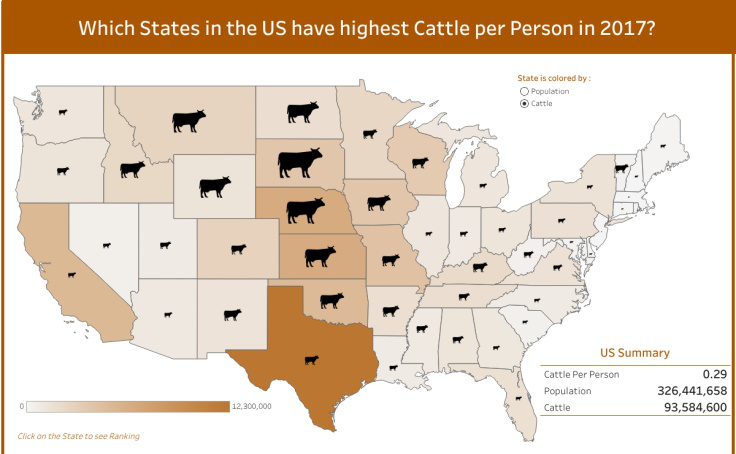 Which States in the US have highest Cattle per Person in 2017?
State is colored by :
Population
Cattle
US Summary
Cattle Per Person 0.29
Population 326,441,658
Cattle 93,584,600
0 12,300,000
Click on the State to see Ranking